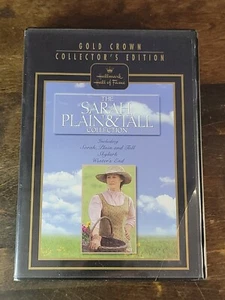 GOLD CROWN
COLLECTOR'S EDITION
Hallmark
Hall of Fame
THE
SARAH,
PLAIN & TALL
COLLECTION
Featuring
Sarah, Plain and Tall
Skylark
Winter's End